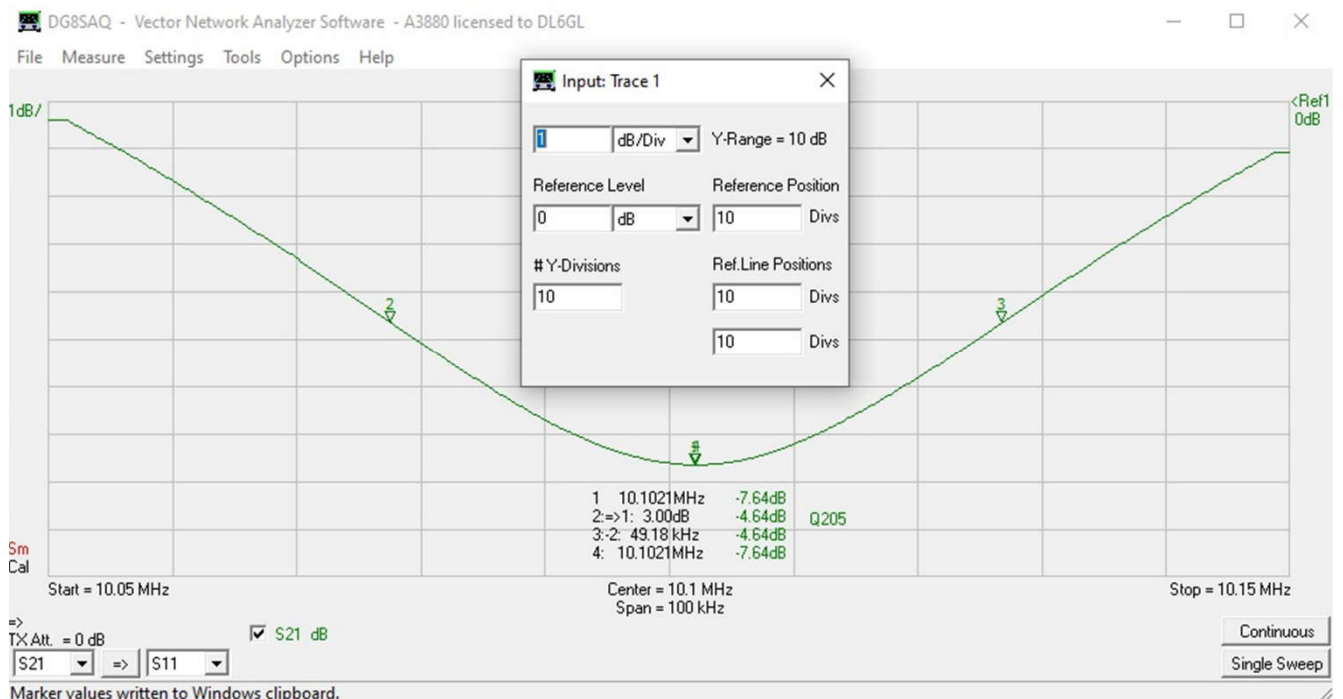 DG8SAQ - Vector Network Analyzer Software - A3880 licensed to DL6GL
File Measure Settings Tools Options Help
Input: Trace 1
1dB/
<Ref1
0dB
1 dB/Div Y-Range = 10 dB
Reference Level Reference Position
0 dB 10 Divs
# Y-Divisions Ref.Line Positions
10 10 Divs
10 Divs
2
3
1 10.1021MHz -7.64dB
2:=>1: 3.00dB -4.64dB Q205
3:-2: 49.18 kHz -4.64dB
4: 10.1021MHz -7.64dB
Sm
Cal
Start = 10.05 MHz Center = 10.1 MHz Stop = 10.15 MHz
Span = 100 kHz
=>
TX Att. = 0 dB S21 dB Continuous
S21 => S11 Single Sweep
Marker values written to Windows clipboard.